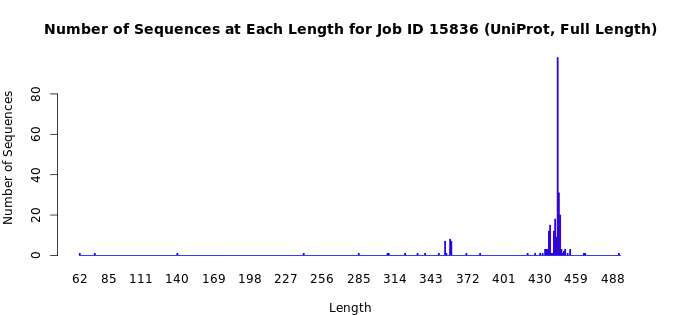 Number of Sequences at Each Length for Job ID 15836 (UniProt, Full Length)
Number of Sequences
80
60
40
20
0
62 85 111 140 169 198 227 256 285 314 343 372 401 430 459 488
Length